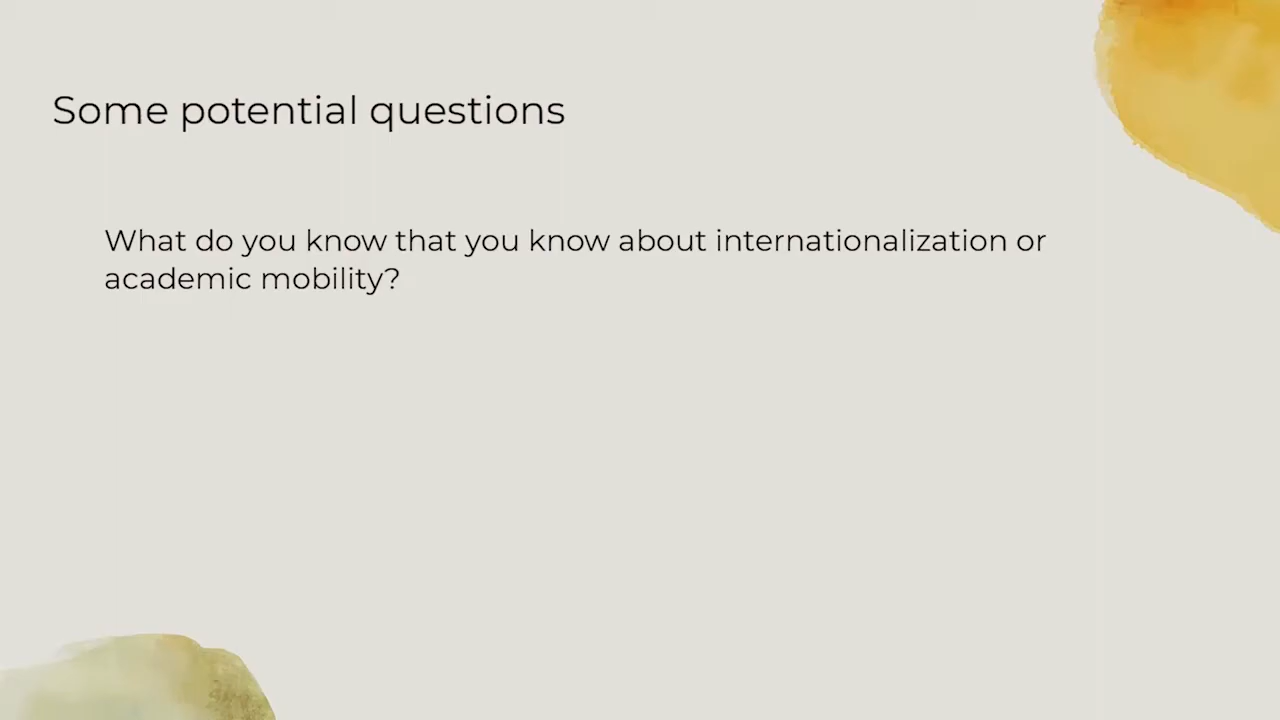 Some potential questions
What do you know that you know about internationalization or
academic mobility?